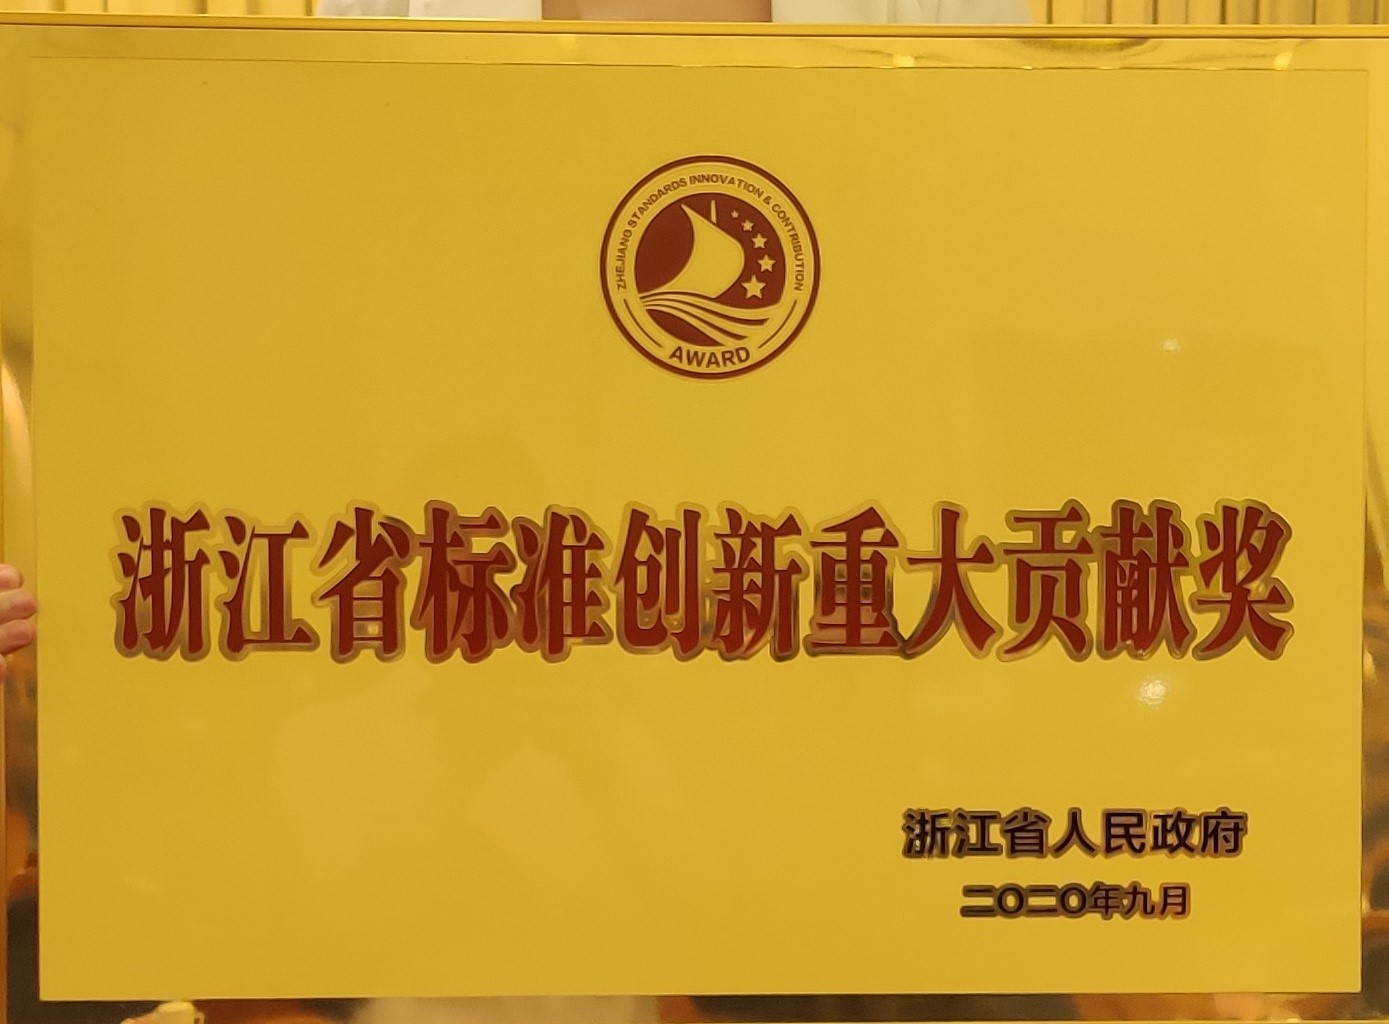 ZHEJIANG STANDARDS INNOVATION & CONTRIBUTION
AWARD
浙江省标准创新重大贡献奖
浙江省人民政府
二〇二〇年九月